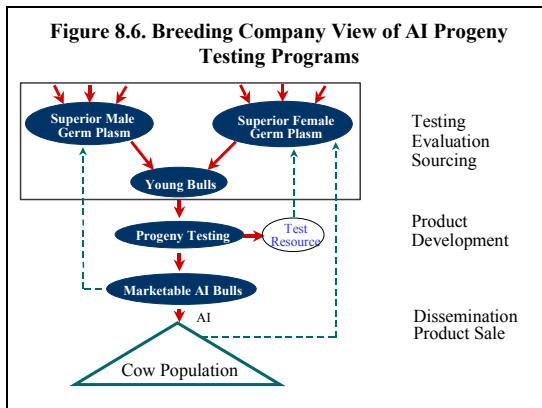 Figure 8.6. Breeding Company View of AI Progeny
Testing Programs
Superior Male
Germ Plasm
Superior Female
Germ Plasm
Testing
Evaluation
Sourcing
Young Bulls
Progeny Testing
Test
Resource
Product
Development
Marketable AI Bulls
AI
Dissemination
Product Sale
Cow Population